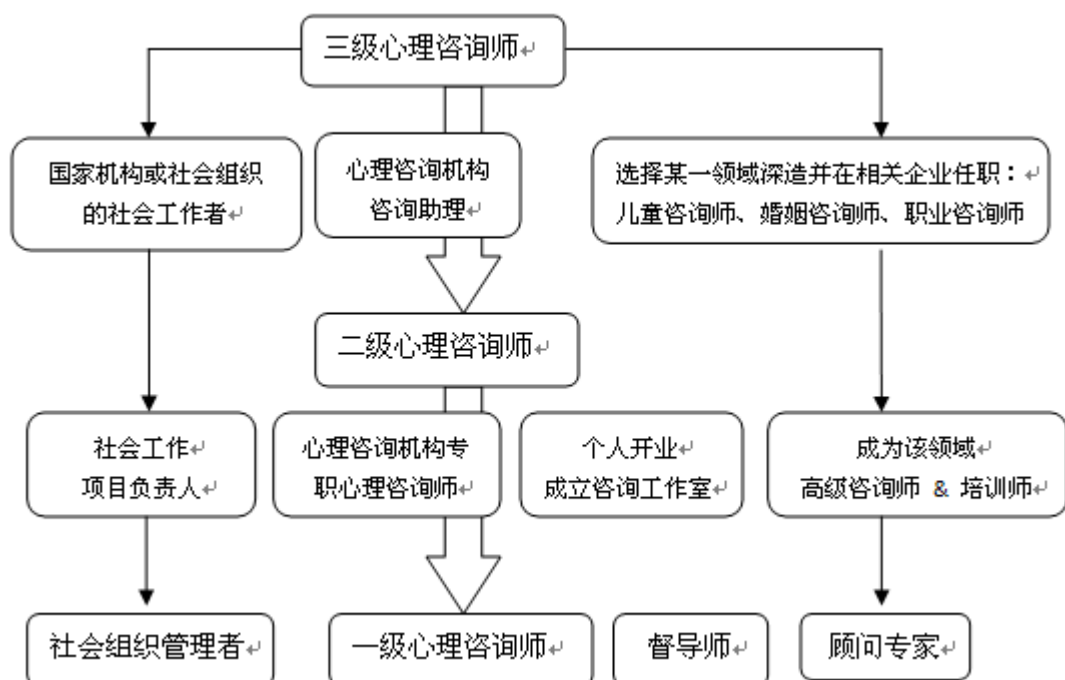 三级心理咨询师
国家机构或社会组织
的社会工作者
心理咨询机构
咨询助理
选择某一领域深造并在相关企业任职：
儿童咨询师、婚姻咨询师、职业咨询师
二级心理咨询师
社会工作
项目负责人
心理咨询机构专
职心理咨询师
个人开业
成立咨询工作室
成为该领域
高级咨询师 & 培训师
社会组织管理者
一级心理咨询师
督导师
顾问专家